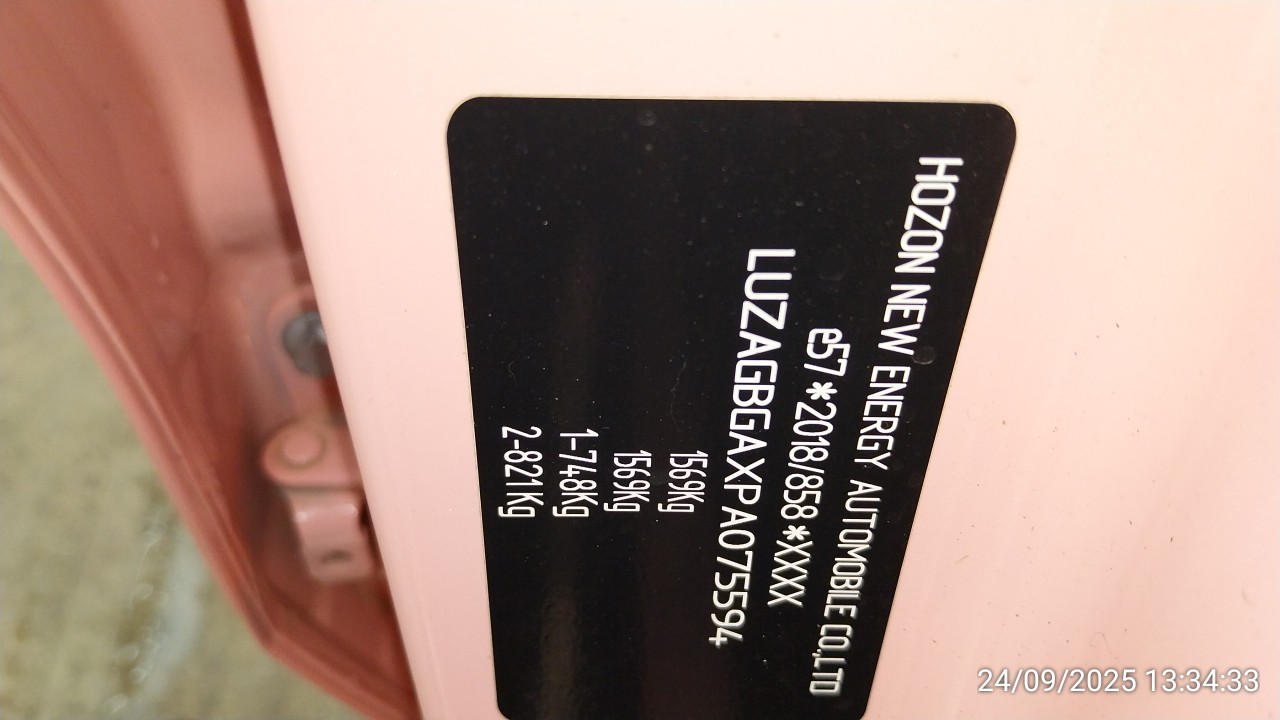 HOZON NEW ENERGY AUTOMOBILE CO.,LTD
e57*2018/858*XXXX
LUZAGBGAXPA075594
1569Kg
1569Kg
1-748Kg
2-821Kg
24/09/2025 13:34:33